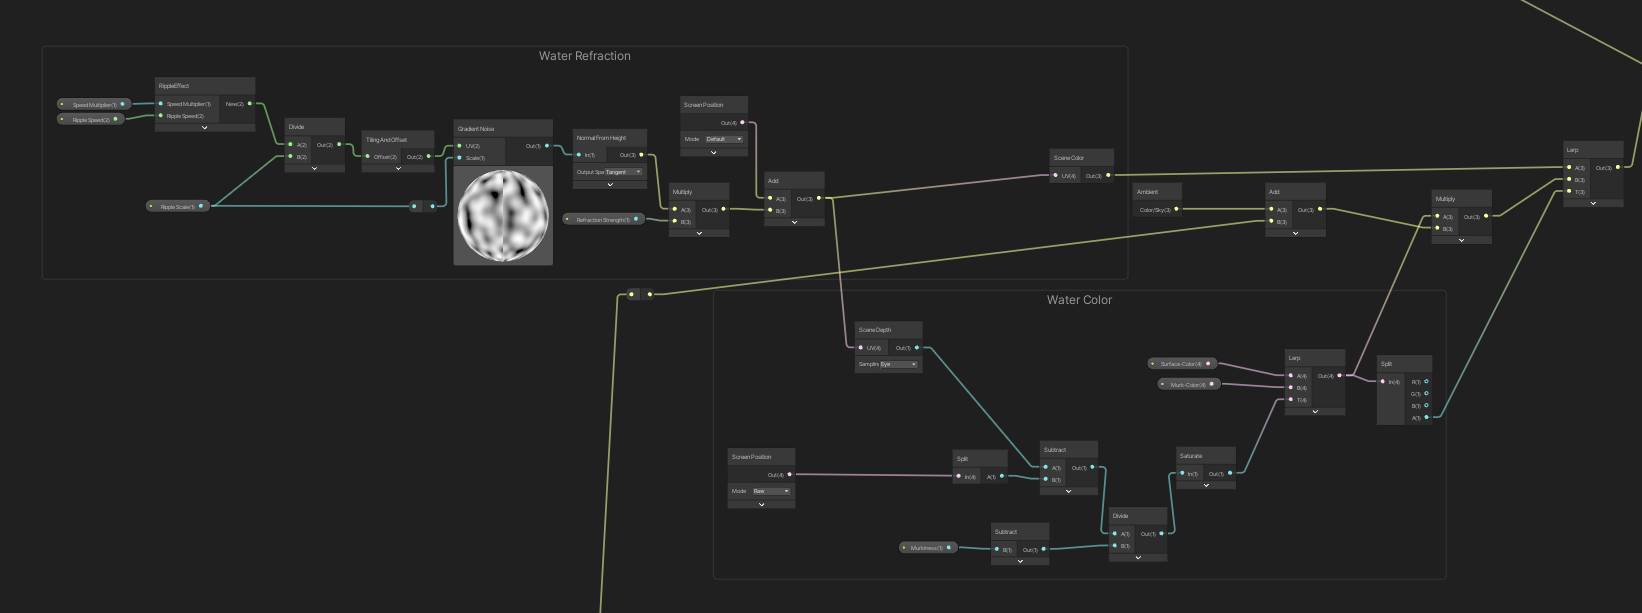 Water Refraction
RippleEffect
Speed Multiplier(1)
Speed Multiplier(1)
New(2)
Ripple Speed(2)
Ripple Speed(2)
Divide
A(2)
Out(2)
B(2)
Tiling And Offset
Offset(2)
Out(2)
Ripple Scale(1)
Gradient Noise
UV(2)
Out(1)
Scale(1)
Normal From Height
In(1)
Out(3)
Output Spa
Tangent
Refraction Strength(1)
Multiply
A(3)
Out(3)
B(3)
Screen Position
Out(4)
Mode
Default
Add
A(3)
Out(3)
B(3)
Scene Color
UV(4)
Out(3)
Ambient
Color/Sky(3)
Add
A(3)
Out(3)
B(3)
Multiply
A(3)
Out(3)
B(3)
Lerp
A(3)
Out(3)
B(3)
T(3)
Water Color
Scene Depth
UV(4)
Out(1)
Samplin
Eye
Screen Position
Out(4)
Mode
Raw
Split
In(4)
A(1)
Subtract
A(1)
Out(1)
B(1)
Murkiness(1)
Subtract
B(1)
Out(1)
Divide
A(1)
Out(1)
B(1)
Saturate
In(1)
Out(1)
Surface-Color(4)
Murk-Color(4)
Lerp
A(4)
Out(4)
B(4)
T(4)
Split
In(4)
R(1)
G(1)
B(1)
A(1)